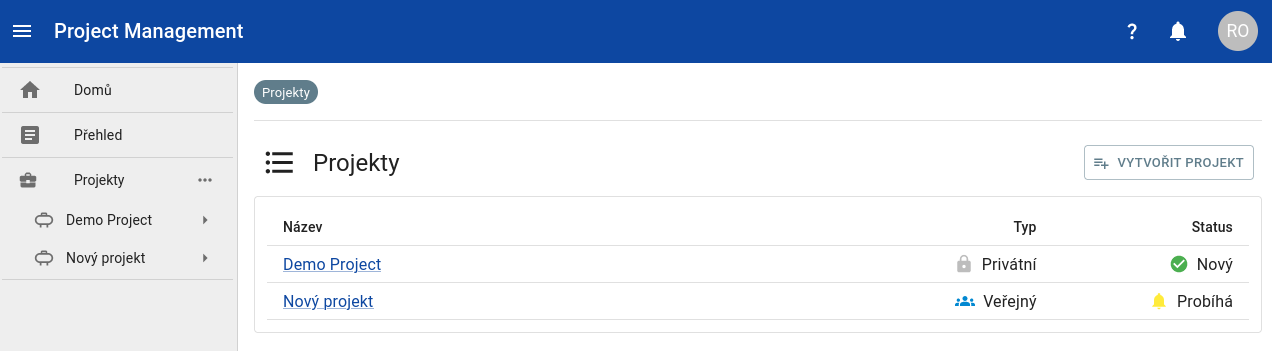 Project Management
?
RO
Domů
Přehled
Projekty
Demo Project
Nový projekt
Projekty
Projekty
VYTVOŘIT PROJEKT
Název Typ Status
Demo Project Privátní Nový
Nový projekt Veřejný Probíhá